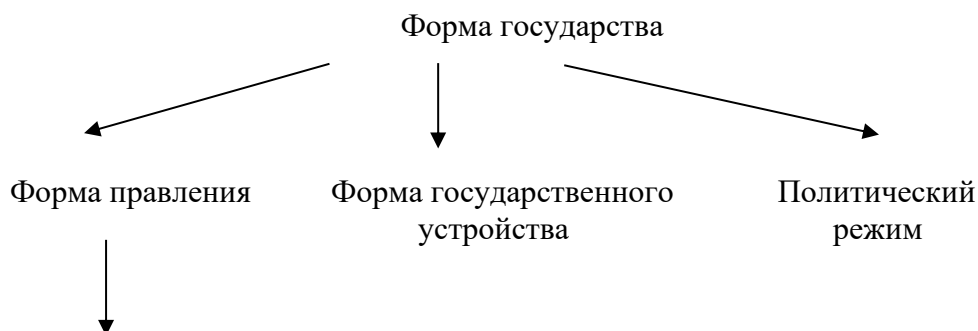 Форма государства
Форма правления
Форма государственного
устройства
Политический
режим